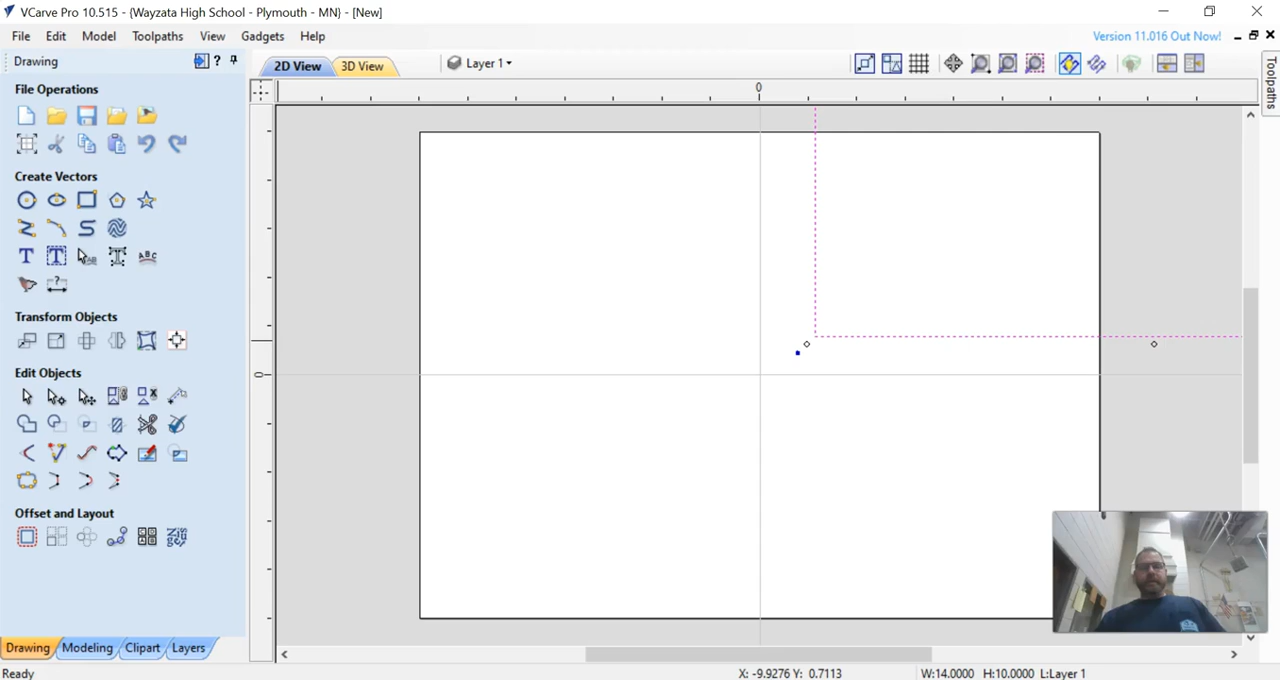 VCarve Pro 10.515 - {Wayzata High School - Plymouth - MN} - [New]
File Edit Model Toolpaths View Gadgets Help
Version 11.016 Out Now!
Drawing
2D View
3D View
Layer 1
Toolpaths
File Operations
0
Create Vectors
Transform Objects
0
Edit Objects
Offset and Layout
Drawing Modeling Clipart Layers
Ready
X: -9.9276 Y: 0.7113
W:14.0000 H:10.0000 L:Layer 1